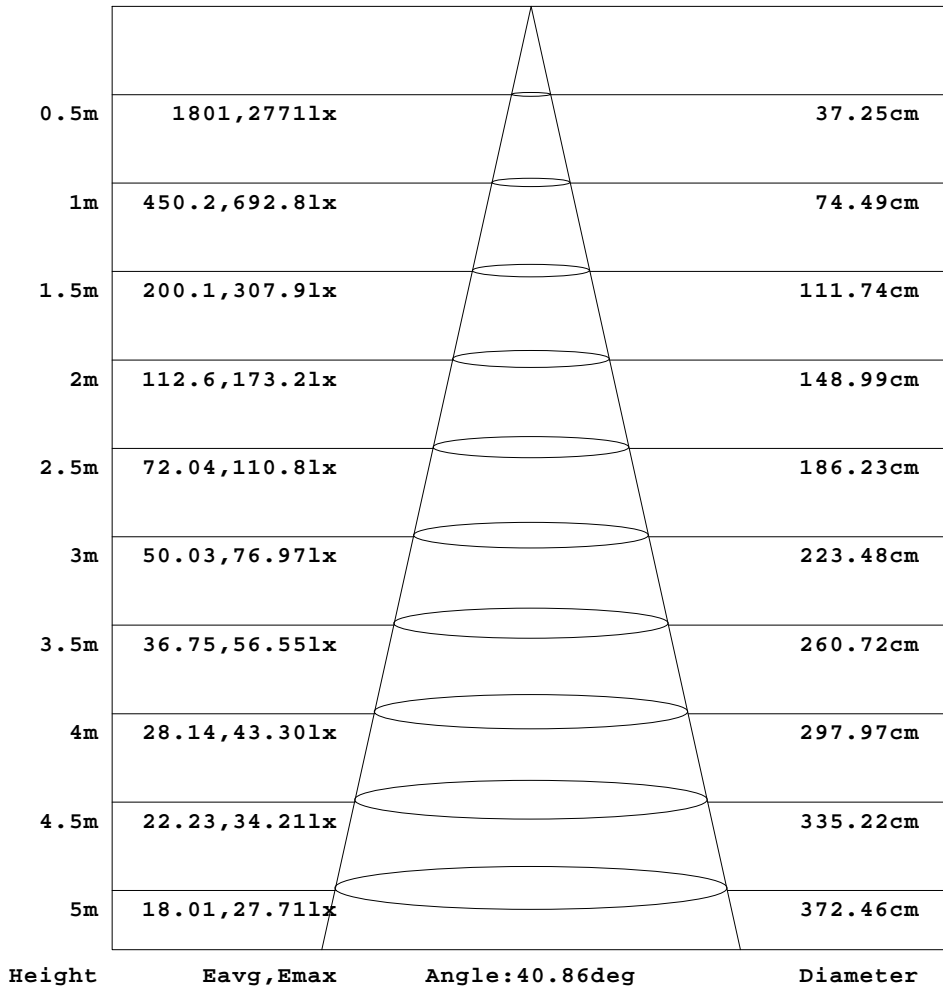 0.5m 1801,2771lx 37.25cm
1m 450.2,692.8lx 74.49cm
1.5m 200.1,307.9lx 111.74cm
2m 112.6,173.2lx 148.99cm
2.5m 72.04,110.8lx 186.23cm
3m 50.03,76.97lx 223.48cm
3.5m 36.75,56.55lx 260.72cm
4m 28.14,43.30lx 297.97cm
4.5m 22.23,34.21lx 335.22cm
5m 18.01,27.71lx 372.46cm
Height Eavg,Emax Angle:40.86deg Diameter